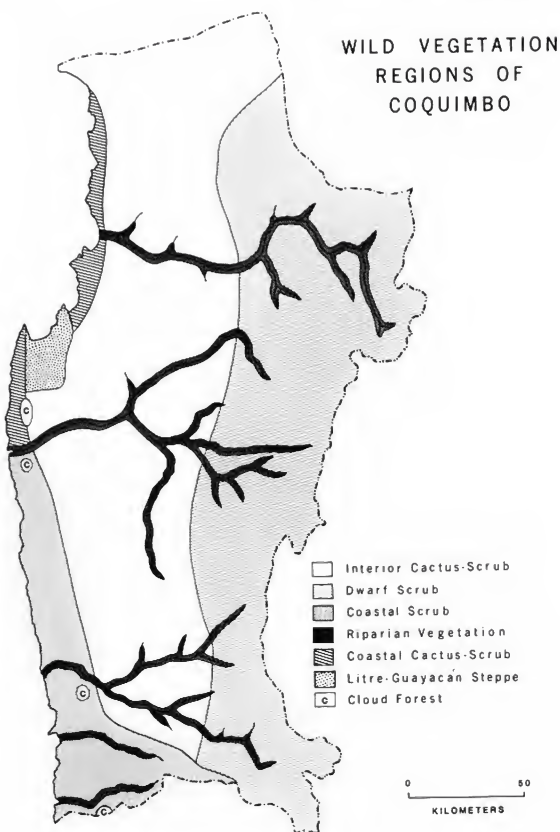 WILD VEGETATION
REGIONS OF
COQUIMBO
C
C
C
C
Interior Cactus-Scrub
Dwarf Scrub
Coastal Scrub
Riparian Vegetation
Coastal Cactus-Scrub
Litre-Guayacán Steppe
C Cloud Forest
0 50
KILOMETERS